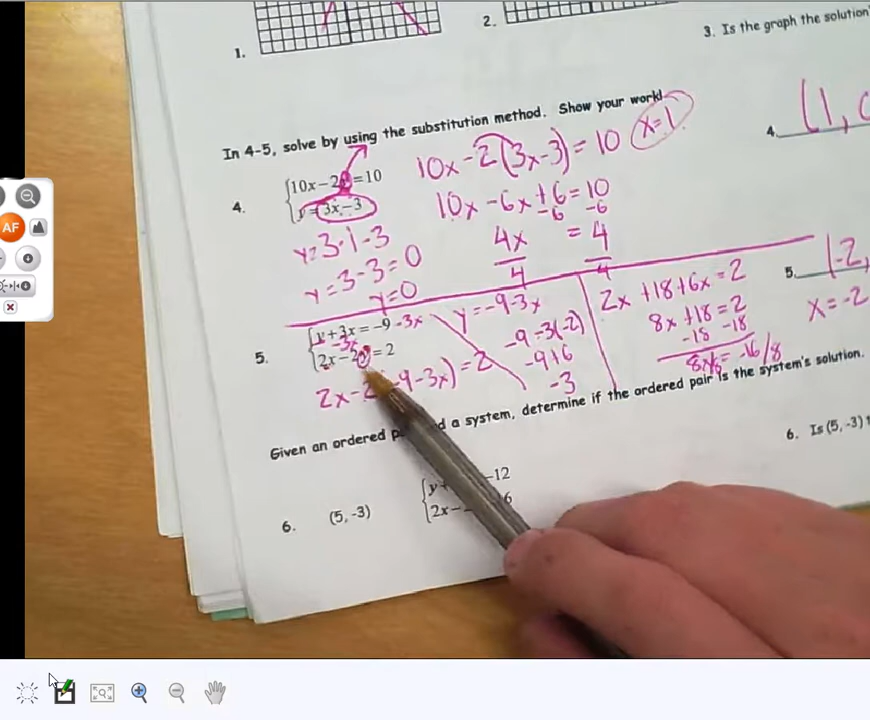 1.
2.
3. Is the graph the solution
In 4-5, solve by using the substitution method. Show your work!
4.
10x-2y=10
y=3x-3
10x-2(3x-3)=10
x=1
4. (1,0
10x-6x+6=10
-6 -6
y=3·1-3
4x = 4
4 4
y=3-3=0
y=0
5.
y+3x=-9-3x
-3x
2x-2y=2
2x-2(-9-3x)=2
y=-9-3x
-9-3(-2)
-9+6
-3
2x+18+6x=2
8x+18=2
-18 -18
8x/8=-16/8
5. (-2,
x=-2
Given an ordered a system, determine if the ordered pair is the system's solution.
6. (5,-3)
-12
2x-
6
6. Is (5,-3)
AF